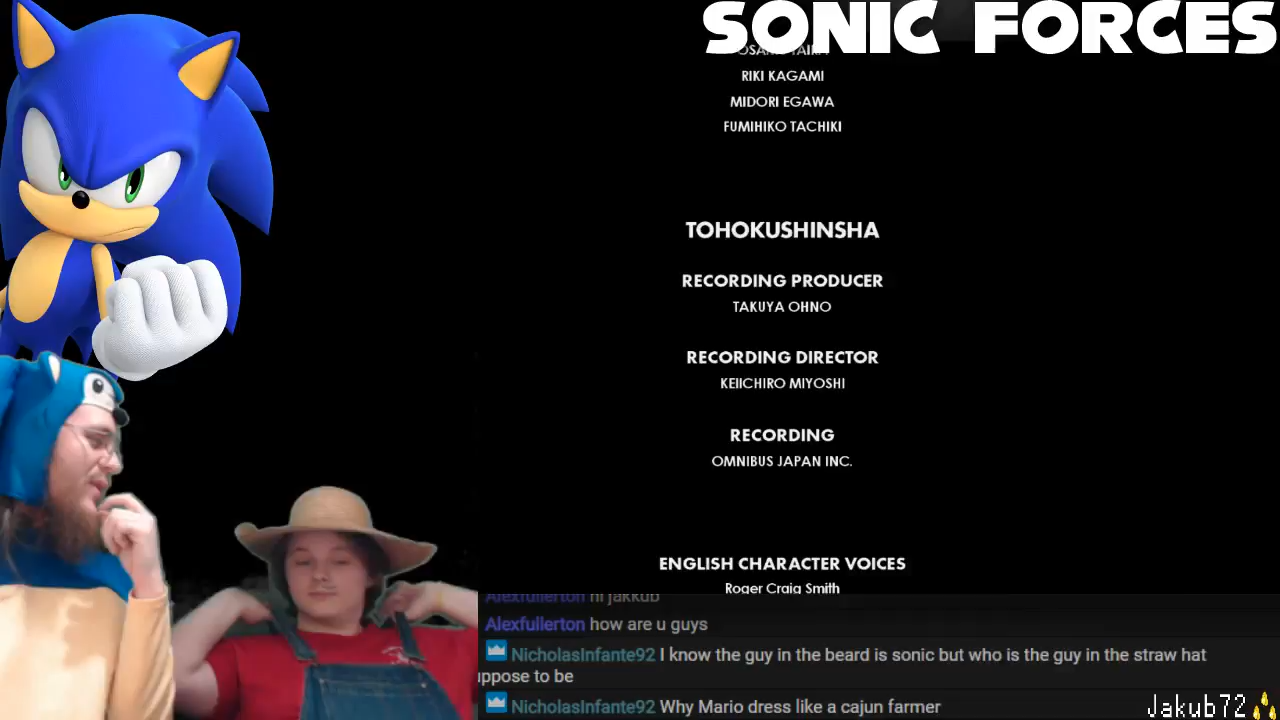 SONIC FORCES
RIKI KAGAMI
MIDORI EGAWA
FUMIHIKO TACHIKI
TOHOKUSHINSHA
RECORDING PRODUCER
TAKUYA OHNO
RECORDING DIRECTOR
KEIICHIRO MIYOSHI
RECORDING
OMNIBUS JAPAN INC.
ENGLISH CHARACTER VOICES
Roger Craig Smith
Alexfullerton hi jakkub
Alexfullerton how are u guys
NicholasInfante92 I know the guy in the beard is sonic but who is the guy in the straw hat
uppose to be
NicholasInfante92 Why Mario dress like a cajun farmer
Jakub72